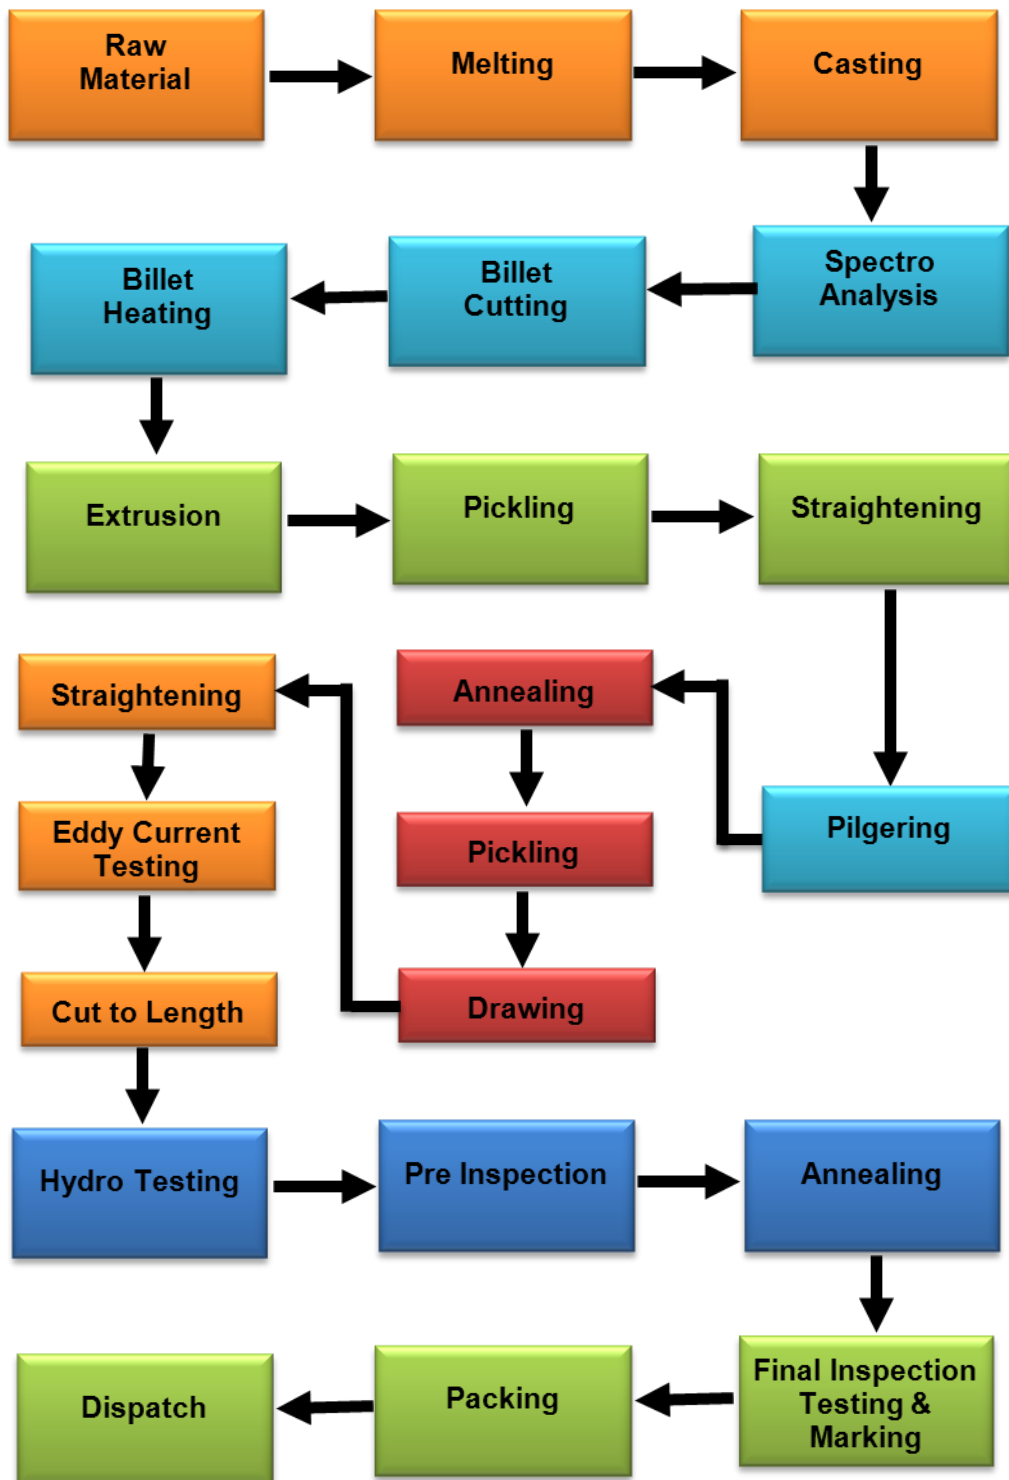 Raw
Material
Melting
Casting
Spectro
Analysis
Billet
Cutting
Billet
Heating
Extrusion
Pickling
Straightening
Pilgering
Annealing
Pickling
Drawing
Straightening
Eddy Current
Testing
Cut to Length
Hydro Testing
Pre Inspection
Annealing
Final Inspection
Testing &
Marking
Packing
Dispatch